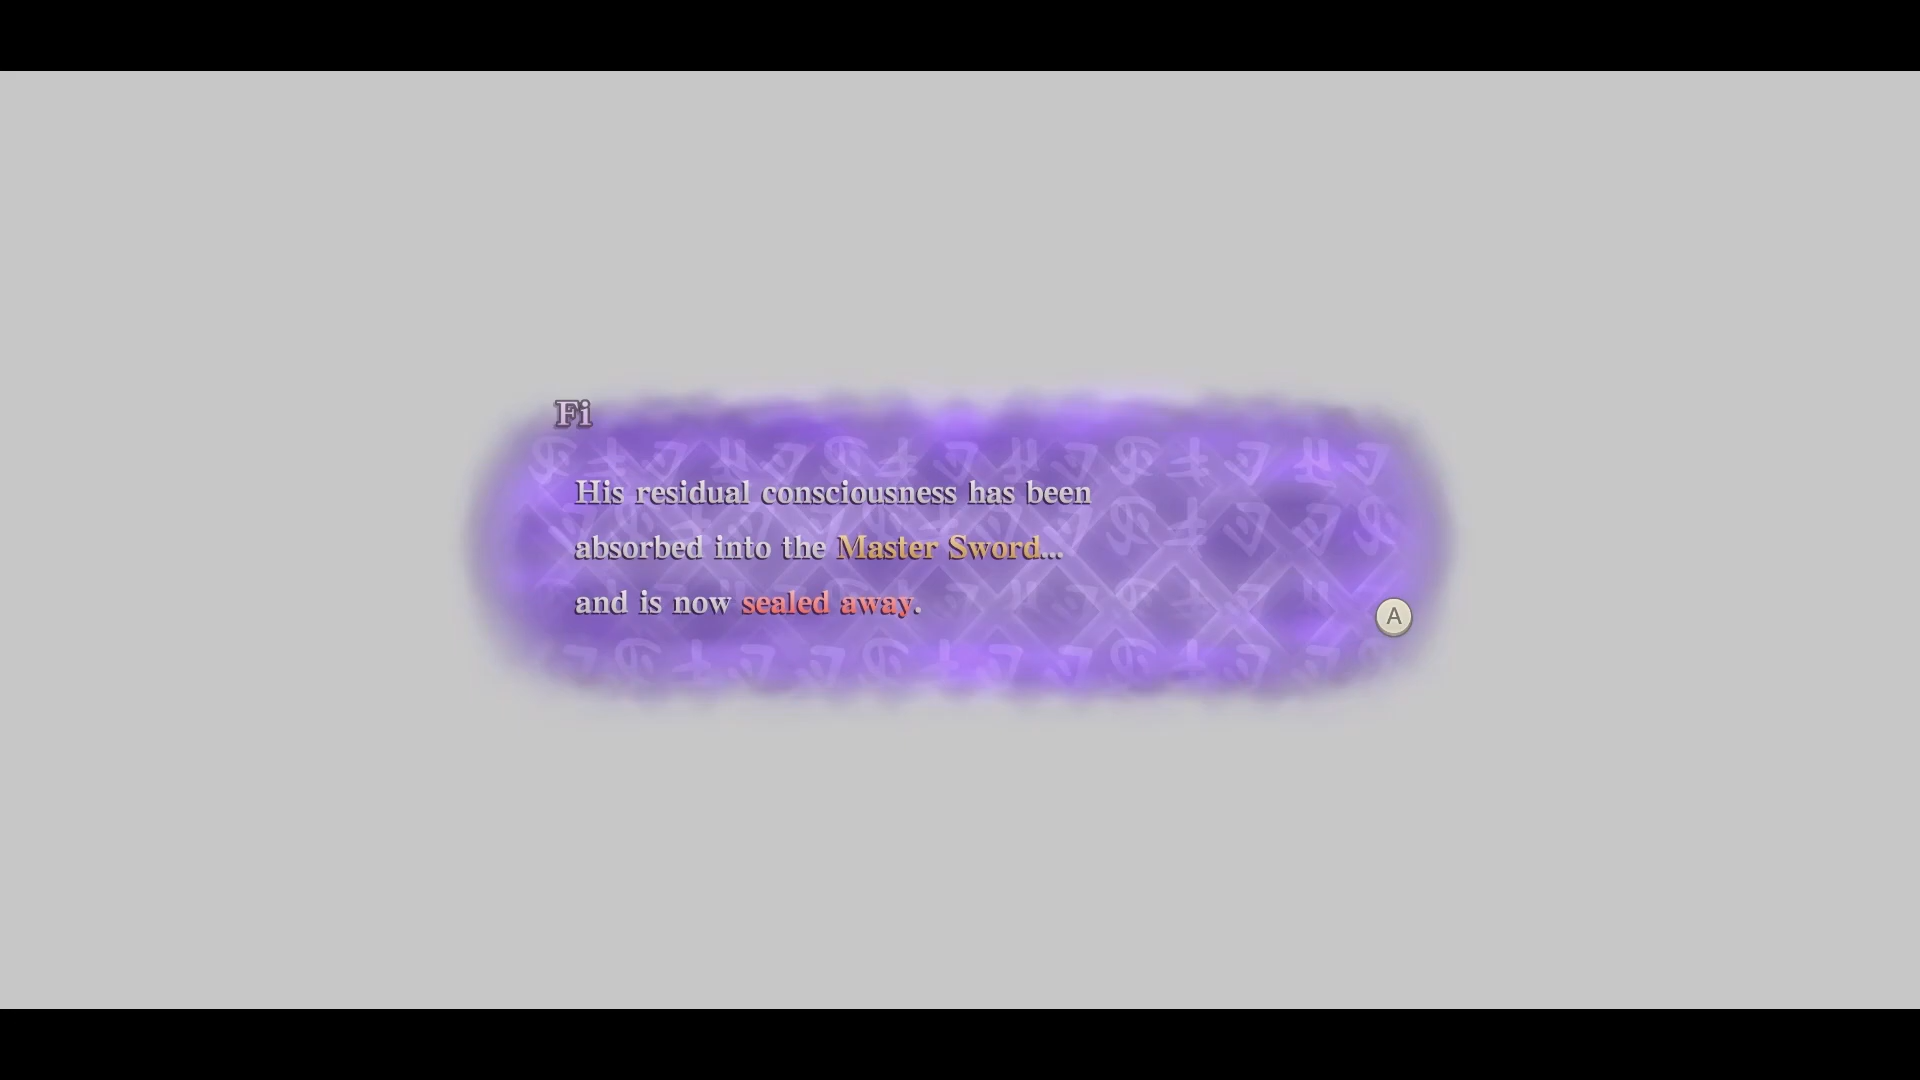 Fi
His residual consciousness has been
absorbed into the Master Sword...
and is now sealed away.
A